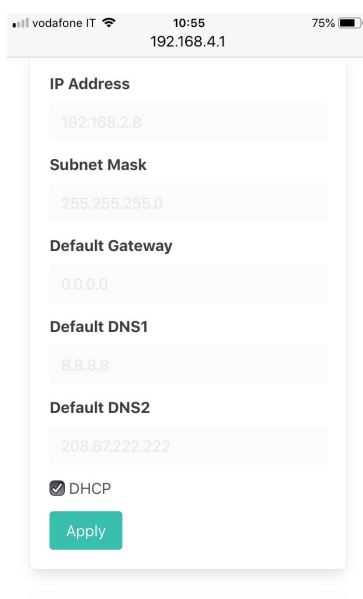 vodafone IT 10:55 75%
192.168.4.1
IP Address
192.168.2.8
Subnet Mask
255.255.255.0
Default Gateway
0.0.0.0
Default DNS1
8.8.8.8
Default DNS2
208.67.222.222
DHCP
Apply